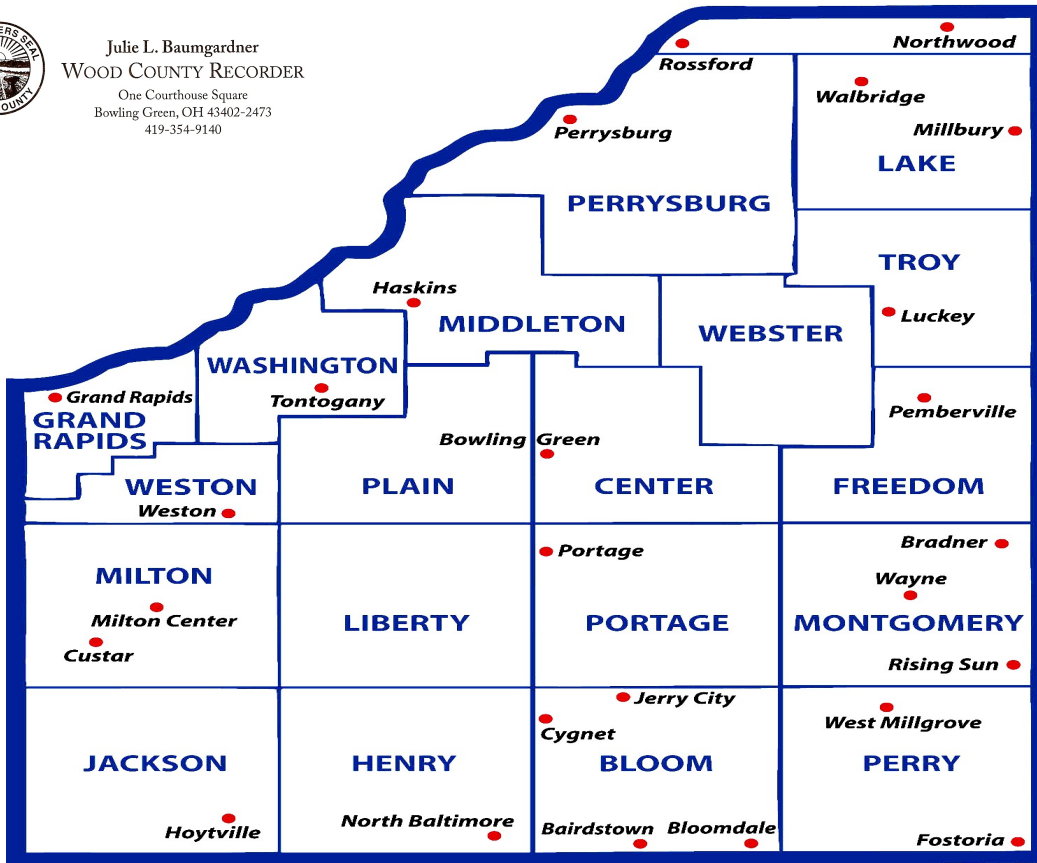 ERS SEAL
COUNTY
Julie L. Baumgardner
WOOD COUNTY RECORDER
One Courthouse Square
Bowling Green, OH 43402-2473
419-354-9140
Northwood
Rossford
Walbridge
Perrysburg
Millbury
LAKE
PERRYSBURG
TROY
Haskins
Luckey
MIDDLETON
WEBSTER
WASHINGTON
Grand Rapids
Tontogany
GRAND
RAPIDS
Pemberville
Bowling Green
WESTON
PLAIN
CENTER
FREEDOM
Weston
Portage
Bradner
MILTON
Wayne
Milton Center
LIBERTY
PORTAGE
MONTGOMERY
Custar
Rising Sun
Jerry City
West Millgrove
Cygnet
JACKSON
HENRY
BLOOM
PERRY
Hoytville
North Baltimore
Bairdstown
Bloomdale
Fostoria